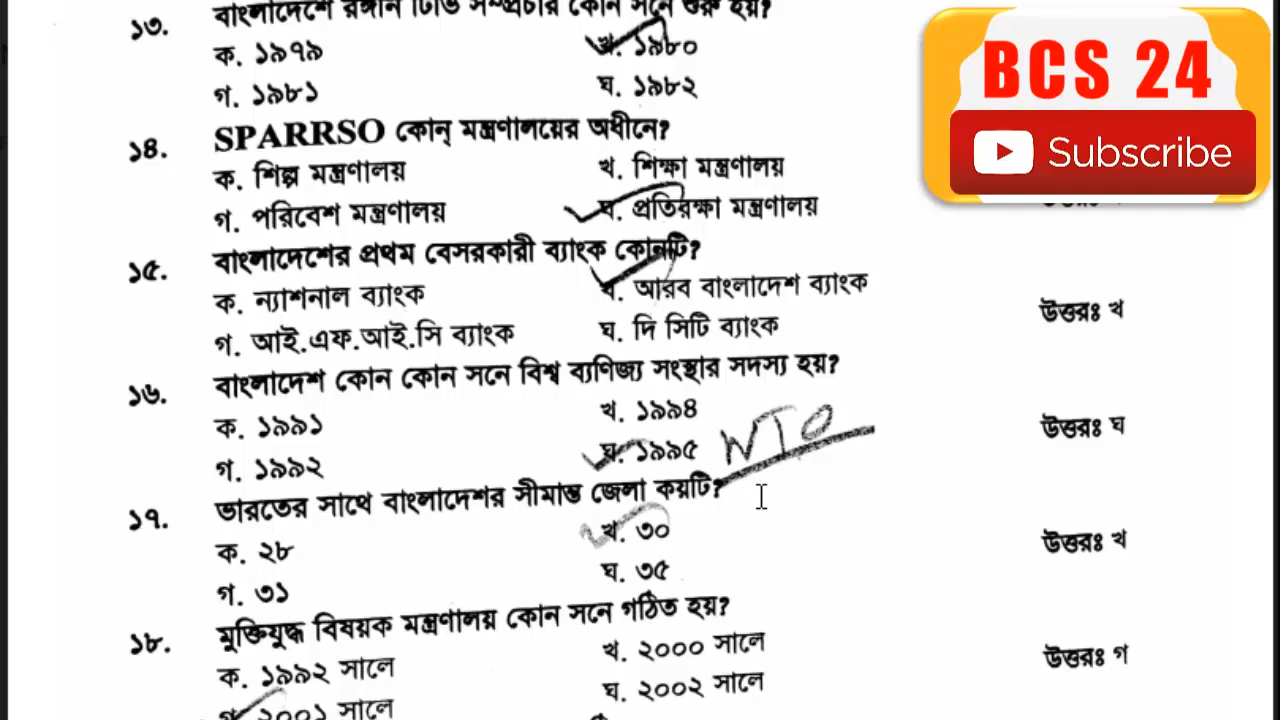 ১৩. বাংলাদেশে রঙ্গীন টিভি সম্প্রচার কোন সনে শুরু হয়?
ক. ১৯৭৯ খ. ১৯৮০
গ. ১৯৮১ ঘ. ১৯৮২
BCS 24
Subscribe
১৪. SPARRSO কোন্ মন্ত্রণালয়ের অধীনে?
ক. শিল্প মন্ত্রণালয় খ. শিক্ষা মন্ত্রণালয়
গ. পরিবেশ মন্ত্রণালয় ঘ. প্রতিরক্ষা মন্ত্রণালয়
১৫. বাংলাদেশের প্রথম বেসরকারী ব্যাংক কোনটি?
ক. ন্যাশনাল ব্যাংক খ. আরব বাংলাদেশ ব্যাংক
গ. আই.এফ.আই.সি ব্যাংক ঘ. দি সিটি ব্যাংক উত্তরঃ খ
১৬. বাংলাদেশ কোন কোন সনে বিশ্ব ব্যণিজ্য সংস্থার সদস্য হয়?
ক. ১৯৯১ খ. ১৯৯৪
গ. ১৯৯২ ঘ. ১৯৯৫ WTO উত্তরঃ ঘ
১৭. ভারতের সাথে বাংলাদেশর সীমান্ত জেলা কয়টি?
ক. ২৮ খ. ৩০
গ. ৩১ ঘ. ৩৫ উত্তরঃ খ
১৮. মুক্তিযুদ্ধ বিষয়ক মন্ত্রণালয় কোন সনে গঠিত হয়?
ক. ১৯৯২ সালে খ. ২০০০ সালে
গ. ২০০১ সালে ঘ. ২০০২ সালে উত্তরঃ গ